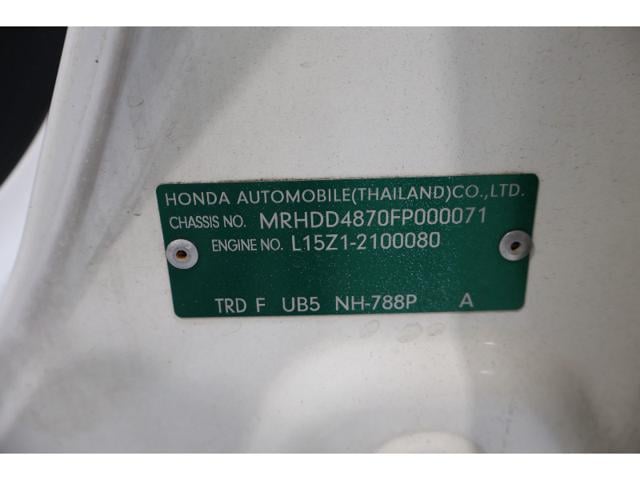 HONDA AUTOMOBILE(THAILAND)CO.,LTD.
CHASSIS NO. MRHDD4870FP000071
ENGINE NO. L15Z1-2100080
TRD F UB5 NH-788P A